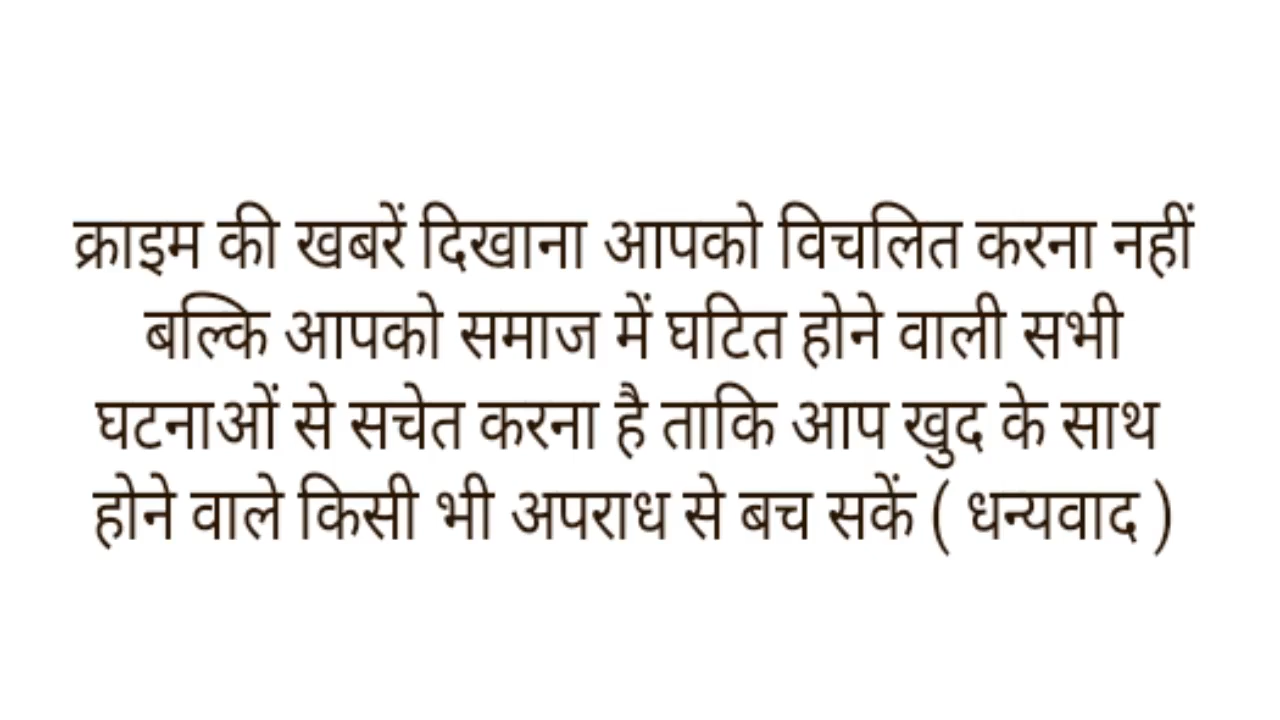 क्राइम की खबरें दिखाना आपको विचलित करना नहीं
बल्कि आपको समाज में घटित होने वाली सभी
घटनाओं से सचेत करना है ताकि आप खुद के साथ
होने वाले किसी भी अपराध से बच सकें ( धन्यवाद )